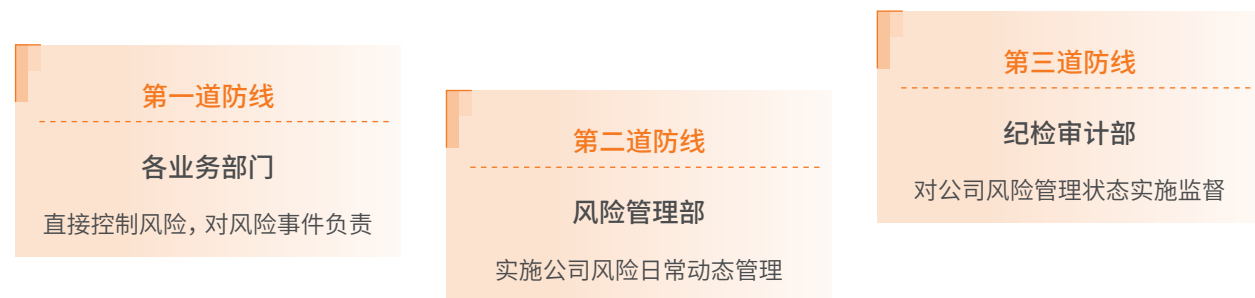 第一道防线
各业务部门
直接控制风险，对风险事件负责
第二道防线
风险管理部
实施公司风险日常动态管理
第三道防线
纪检审计部
对公司风险管理状态实施监督